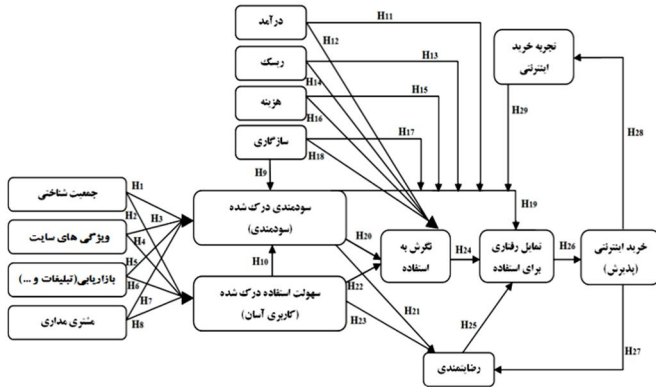 درآمد
H11
H12
ریسک
H13
H14
هزینه
H15
H16
سازگاری
H17
H18
H9
تجربه خرید
اینترنتی
H29
H28
جمعیت شناختی
H1
H2
ویژگی های سایت
H3
H4
بازاریابی(تبلیغات و ...)
H5
H6
مشتری مداری
H7
H8
سودمندی درک شده
(سودمندی)
H19
H20
H10
سهولت استفاده درک شده
(کاربری آسان)
H22
H21
H23
نگرش به
استفاده
H24
تمایل رفتاری
برای استفاده
H26
خرید اینترنتی
(پذیرش)
H25
H27
رضایتمندی